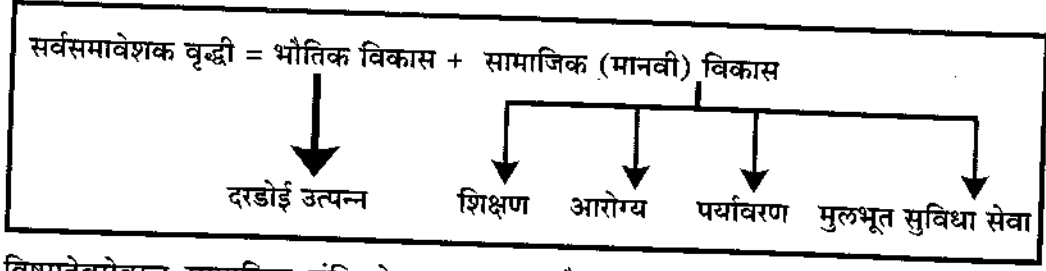 सर्वसमावेशक वृद्धी = भौतिक विकास + सामाजिक (मानवी) विकास
दरडोई उत्पन्न शिक्षण आरोग्य पर्यावरण मुलभूत सुविधा सेवा